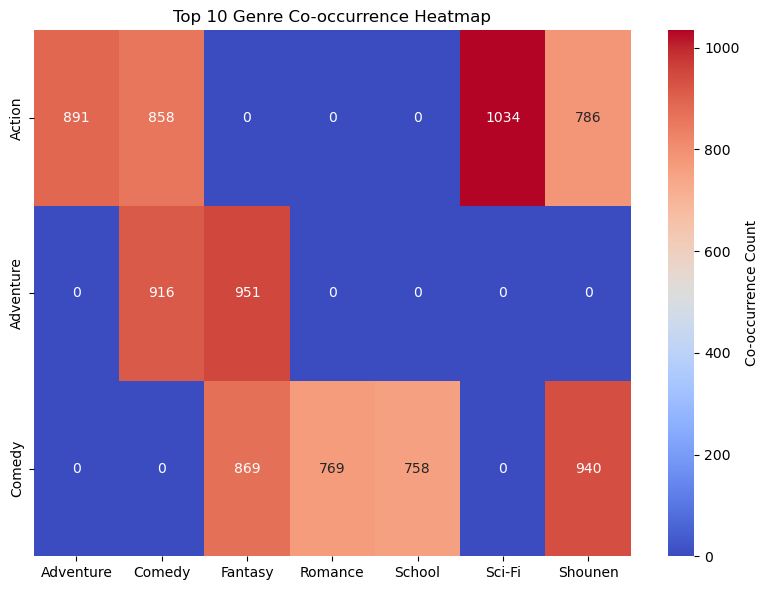 Top 10 Genre Co-occurrence Heatmap
Action
891 858 0 0 0 1034 786
Adventure
0 916 951 0 0 0 0
Comedy
0 0 869 769 758 0 940
Adventure Comedy Fantasy Romance School Sci-Fi Shounen
1000
800
600
400
200
0
Co-occurrence Count